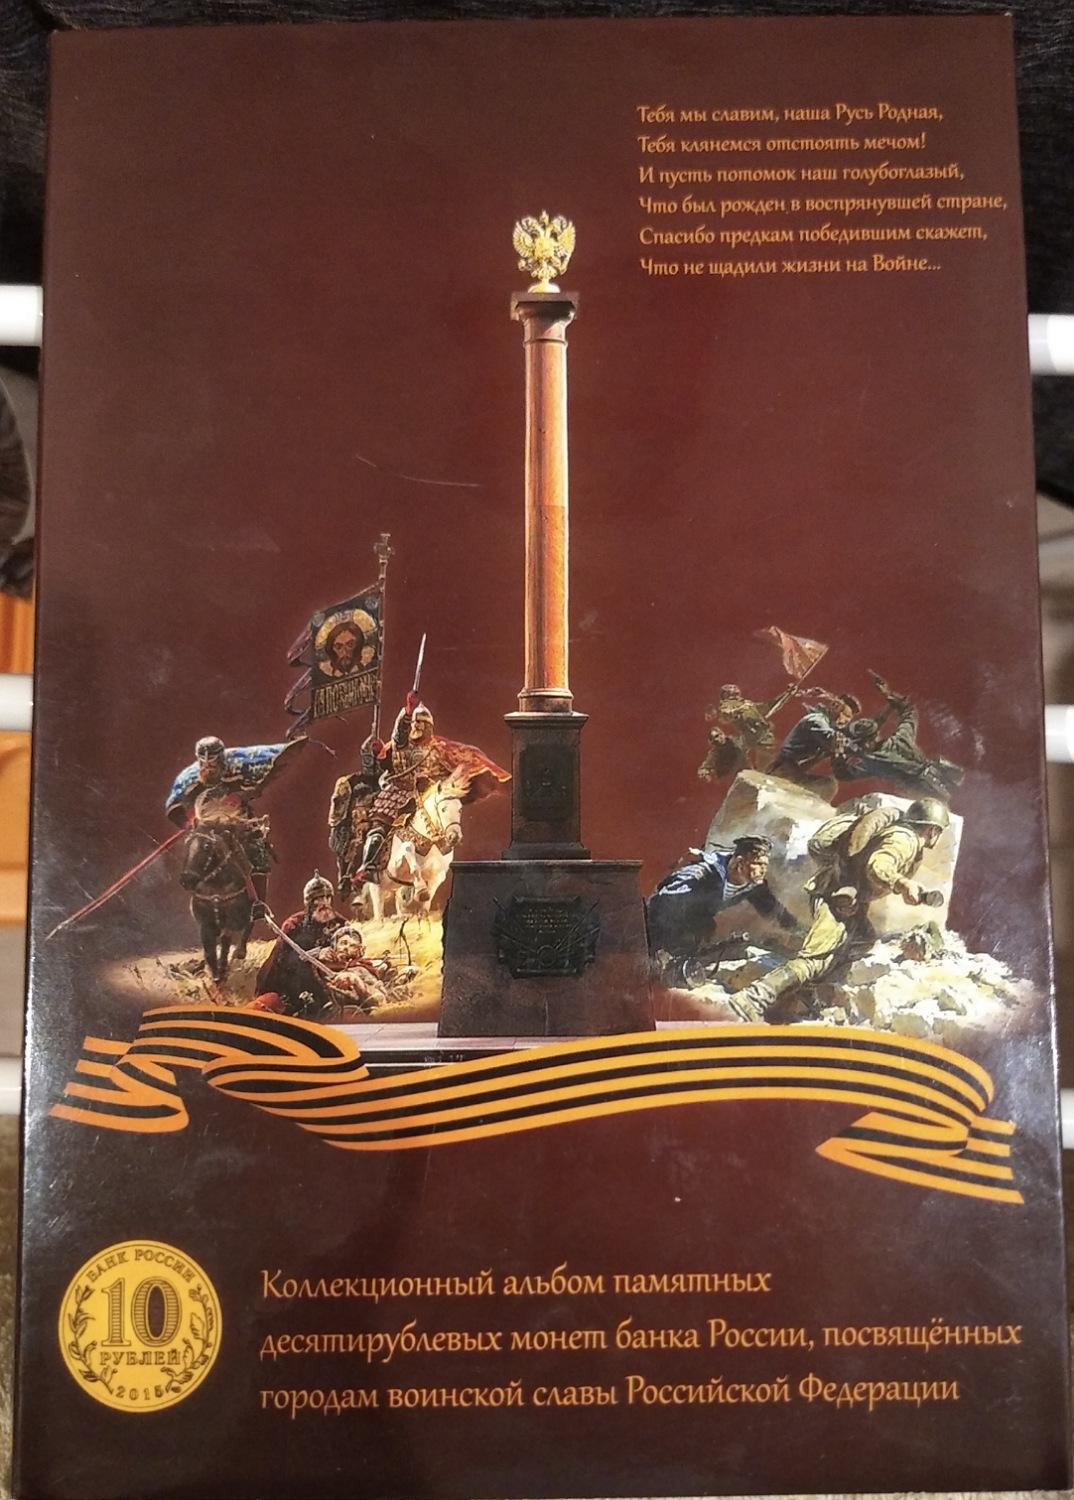 Тебя мы славим, наша Русь Родная,
Тебя клянемся отстоять мечом!
И пусть потомок наш голубоглазый,
Что был рожден в воспрянувшей стране,
Спасибо предкам победившим скажет,
Что не щадили жизни на Войне...
БАНК РОССИИ
10
РУБЛЕЙ
2015
Коллекционный альбом памятных
десятирублевых монет банка России, посвящённых
городам воинской славы Российской Федерации